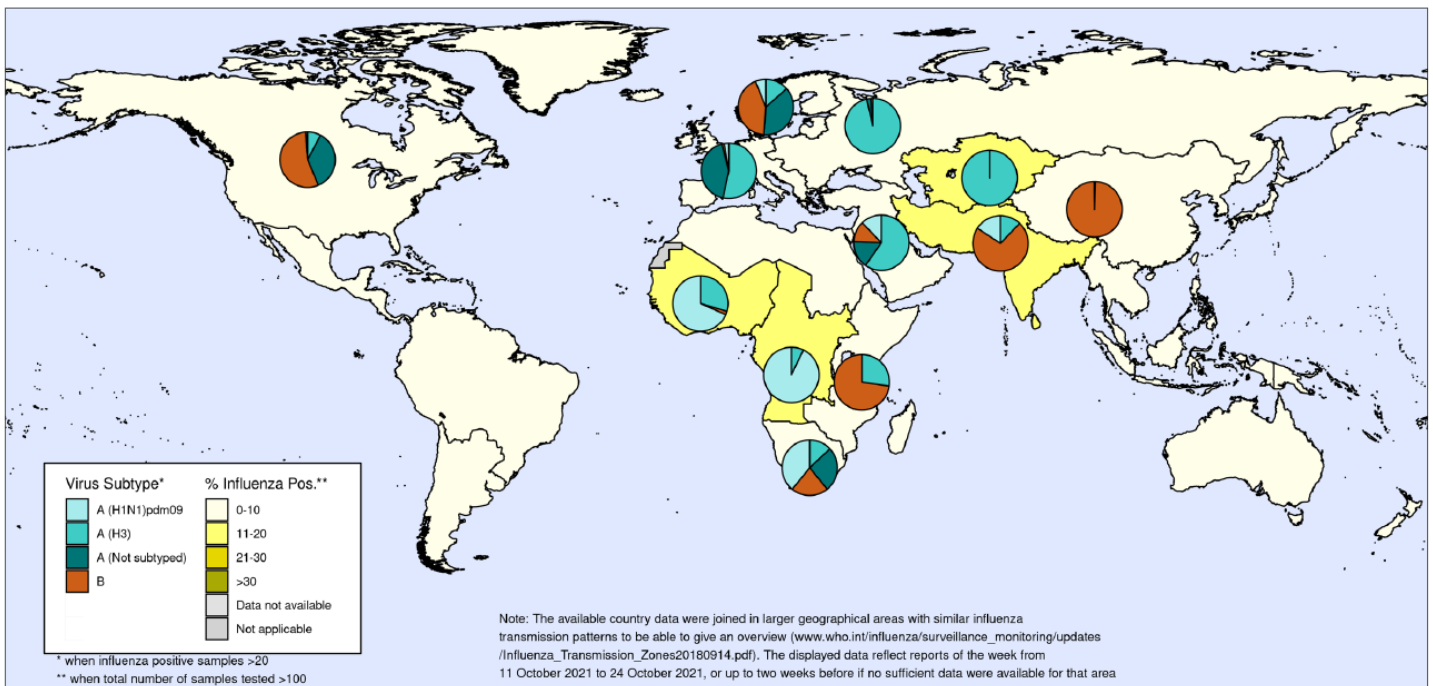 Virus Subtype*
A (H1N1)pdm09
A (H3)
A (Not subtyped)
B
% Influenza Pos.**
0-10
11-20
21-30
>30
Data not available
Not applicable
* when influenza positive samples >20
** when total number of samples tested >100
Note: The available country data were joined in larger geographical areas with similar influenza
transmission patterns to be able to give an overview (www.who.int/influenza/surveillance_monitoring/updates
/Influenza_Transmission_Zones20180914.pdf). The displayed data reflect reports of the week from
11 October 2021 to 24 October 2021, or up to two weeks before if no sufficient data were available for that area